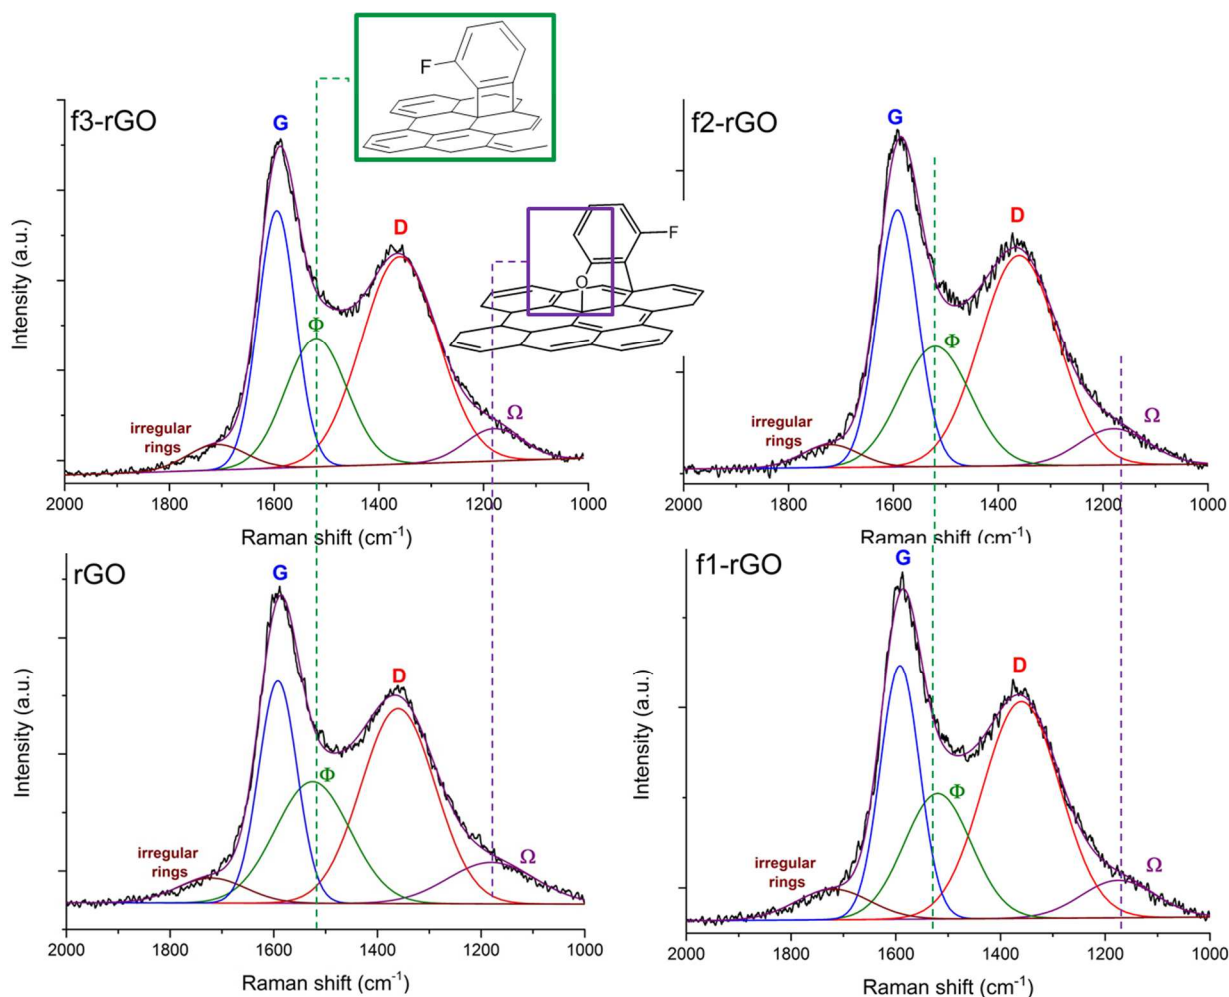 f3-rGO
G
F
Φ
D
irregular
rings
Ω
Intensity (a.u.)
2000 1800 1600 1400 1200 1000
Raman shift (cm-1)
F
O
f2-rGO
G
D
Φ
irregular
rings
Ω
2000 1800 1600 1400 1200 1000
Raman shift (cm-1)
rGO
G
D
Φ
irregular
rings
Ω
Intensity (a.u.)
2000 1800 1600 1400 1200 1000
Raman shift (cm-1)
f1-rGO
G
D
Φ
irregular
rings
Ω
Intensity (a.u.)
2000 1800 1600 1400 1200 1000
Raman shift (cm-1)